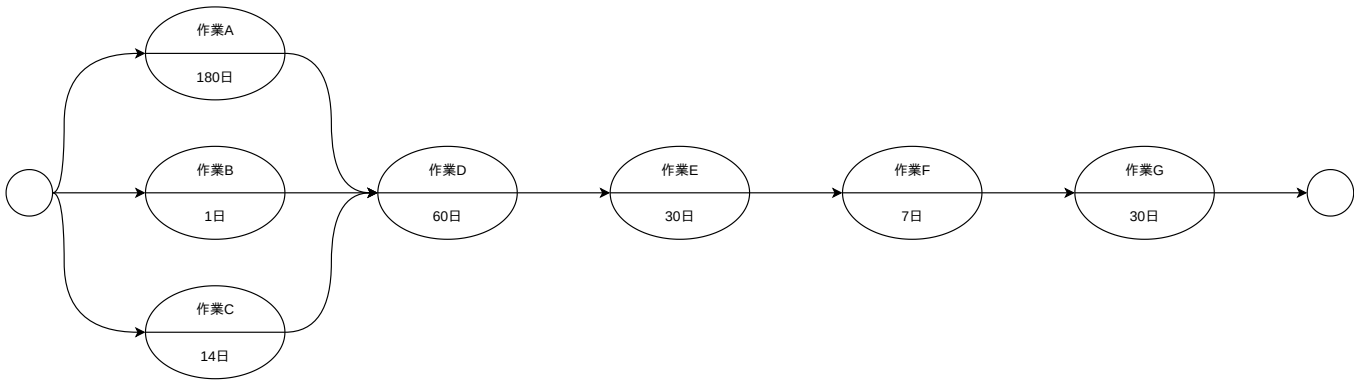 作業A
180日
作業B
1日
作業C
14日
作業D
60日
作業E
30日
作業F
7日
作業G
30日